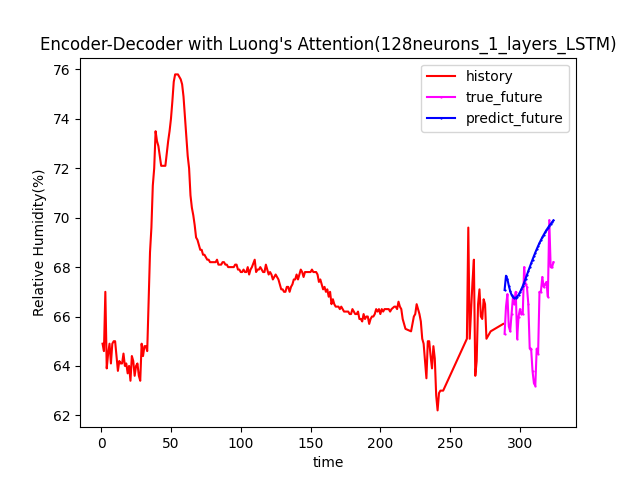 Encoder-Decoder with Luong's Attention(128neurons_1_layers_LSTM)
history
true_future
predict_future
Relative Humidity(%)
76
74
72
70
68
66
64
62
0 50 100 150 200 250 300
time